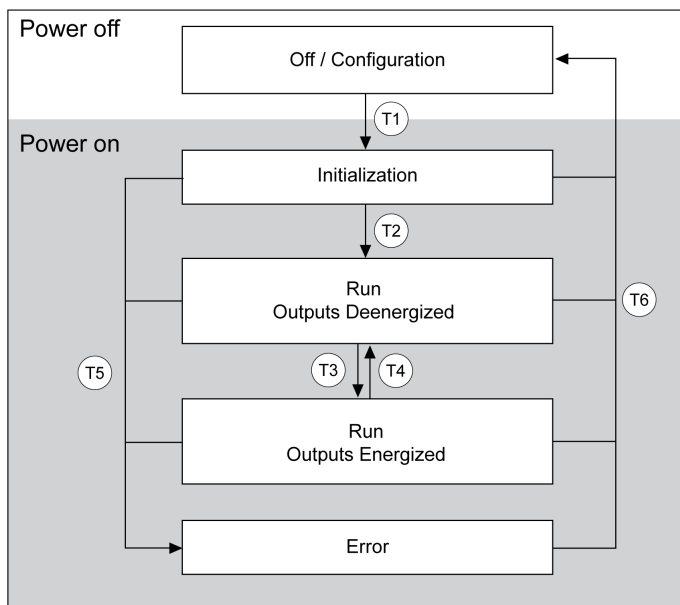 Power off
Off / Configuration
T1
Power on
Initialization
T2
Run
Outputs Deenergized
T6
T3
T4
T5
Run
Outputs Energized
Error